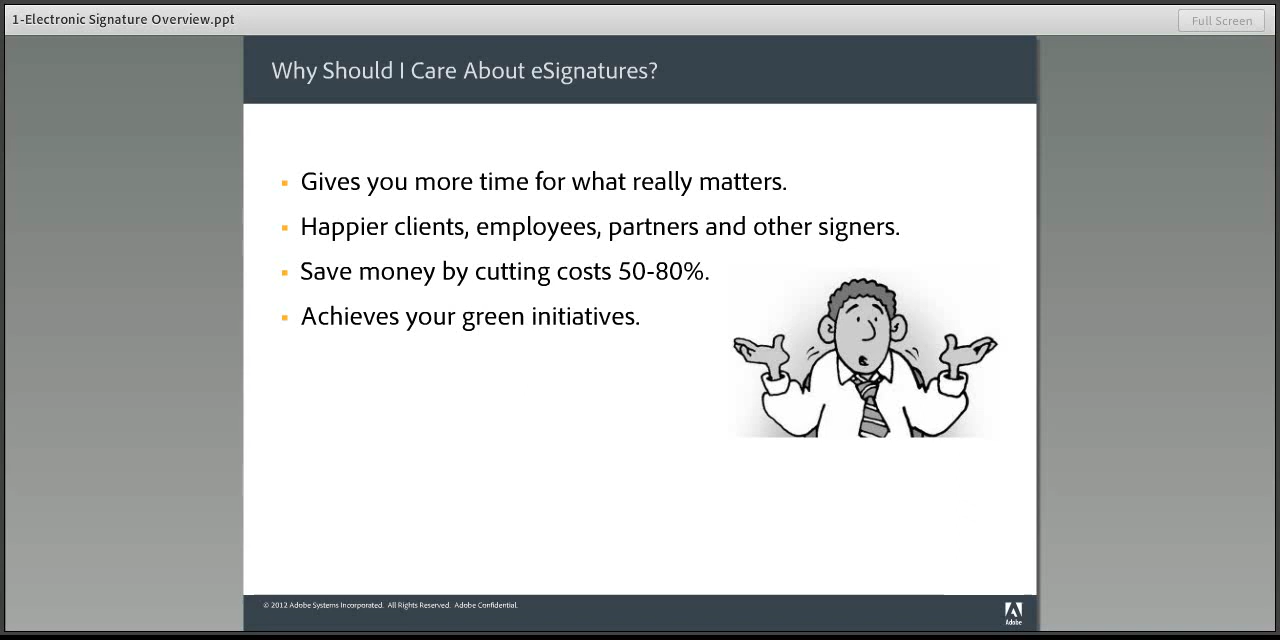 1-Electronic Signature Overview.ppt
Full Screen
Why Should I Care About eSignatures?
Gives you more time for what really matters.
Happier clients, employees, partners and other signers.
Save money by cutting costs 50-80%.
Achieves your green initiatives.
© 2012 Adobe Systems Incorporated. All Rights Reserved. Adobe Confidential.
Adobe